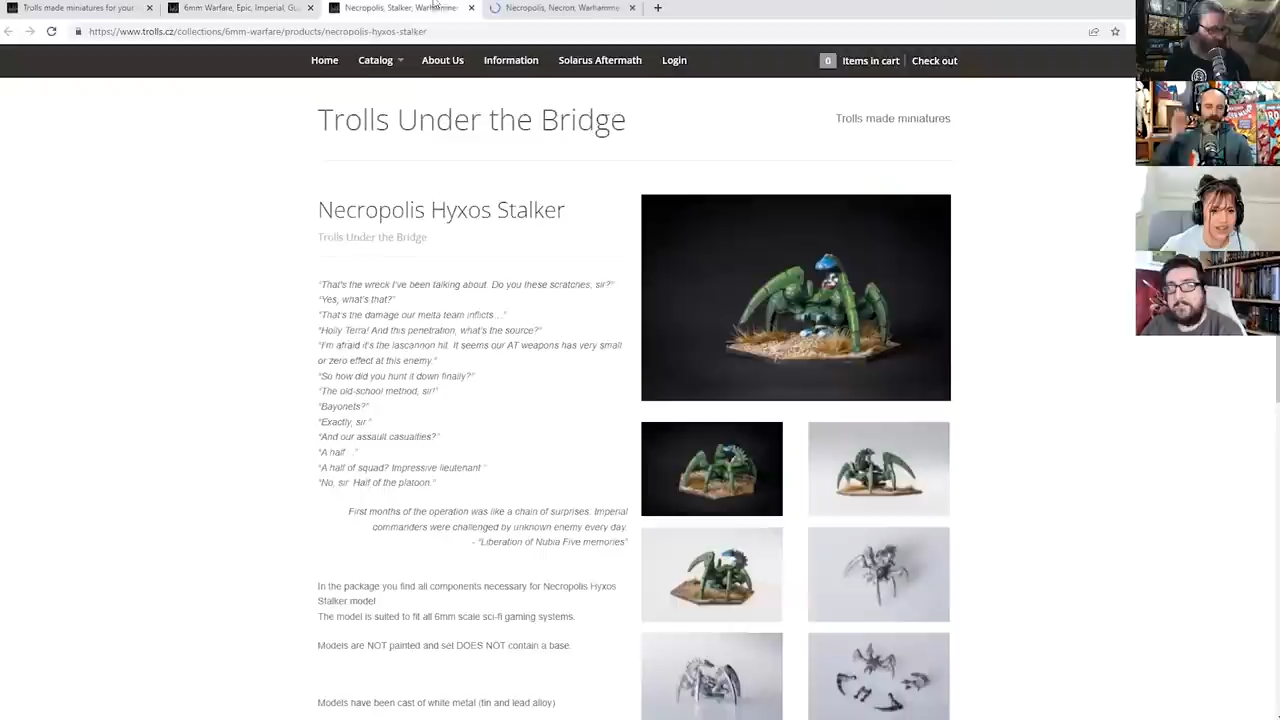 Trolls made miniatures for your
6mm Warfare, Epic, Imperial, Gu
Necropolis, Stalker, Warhamme
Necropolis, Necron, Warhamme
https://www.trolls.cz/collections/6mm-warfare/products/necropolis-hyxos-stalker
Home Catalog About Us Information Solarus Aftermath Login 0 Items in cart Check out
Trolls Under the Bridge
Trolls made miniatures
Necropolis Hyxos Stalker
Trolls Under the Bridge
"That's the wreck I've been talking about. Do you these scratches, sir?"
"Yes, what's that?"
"That's the damage our melta team inflicts…"
"Holly Terra! And this penetration, what's the source?"
"I'm afraid it's the lascannon hit. It seems our AT weapons has very small
or zero effect at this enemy."
"So how did you hunt it down finally?"
"The old-school method, sir!"
"Bayonets?"
"Exactly, sir."
"And our assault casualties?"
"A half…"
"A half of squad? Impressive lieutenant."
"No, sir. Half of the platoon."
First months of the operation was like a chain of surprises. Imperial
commanders were challenged by unknown enemy every day.
- "Liberation of Nubia Five memories"
In the package you find all components necessary for Necropolis Hyxos
Stalker model
The model is suited to fit all 6mm scale sci-fi gaming systems.
Models are NOT painted and set DOES NOT contain a base.
Models have been cast of white metal (tin and lead alloy)